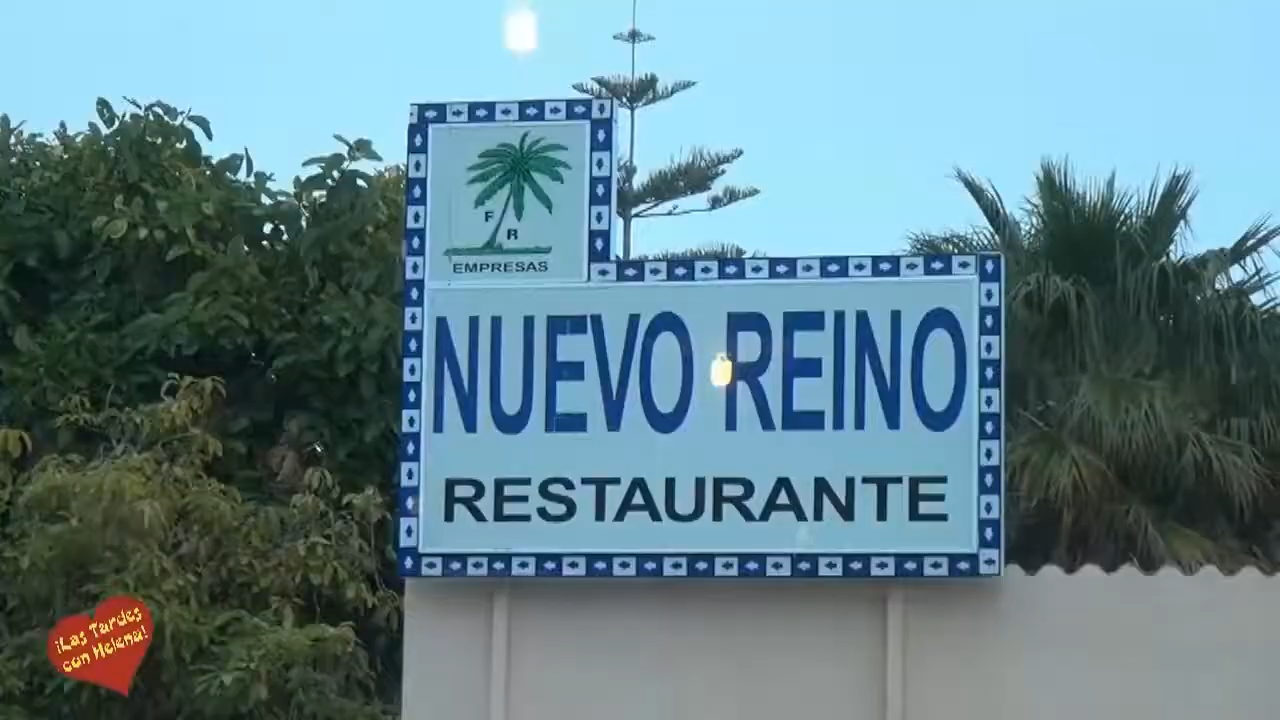 F
R
EMPRESAS
NUEVO REINO
RESTAURANTE
¡Las Tardes
con Helena!